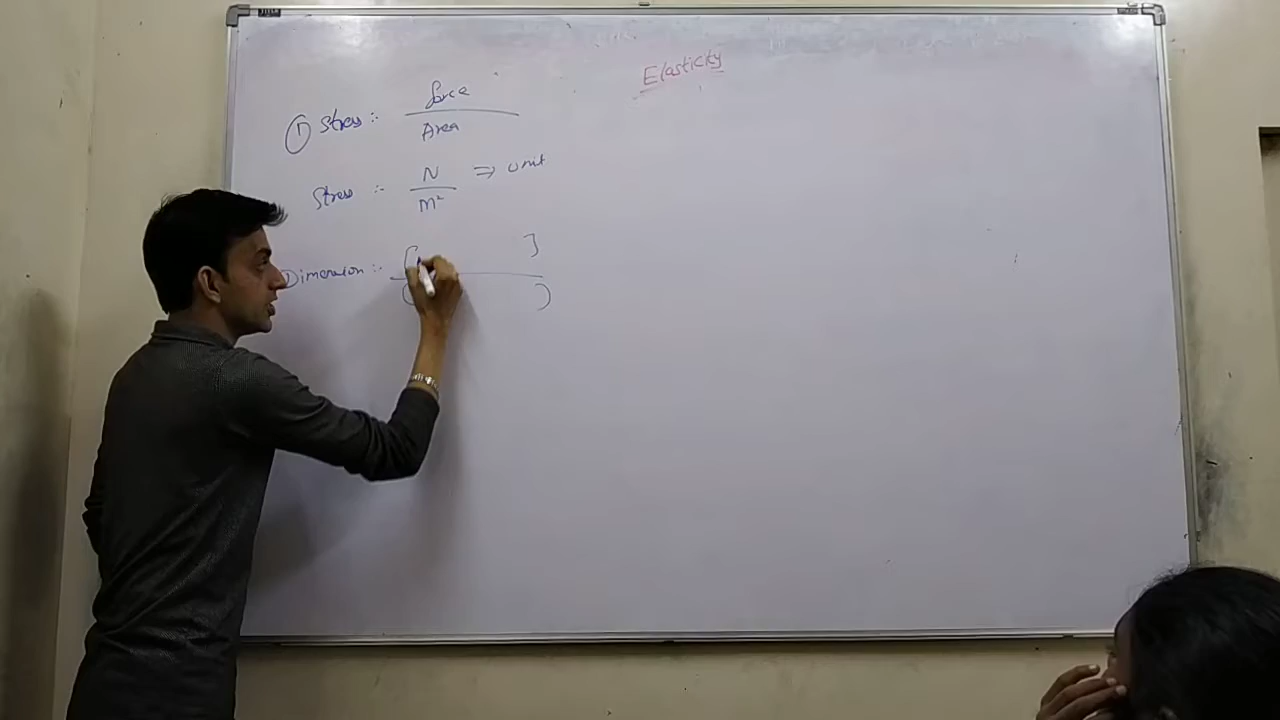 Elasticity
① Stress :- force
Area
Stress :- N ⇒ unit
M²
Dimension :- [ ]
( )